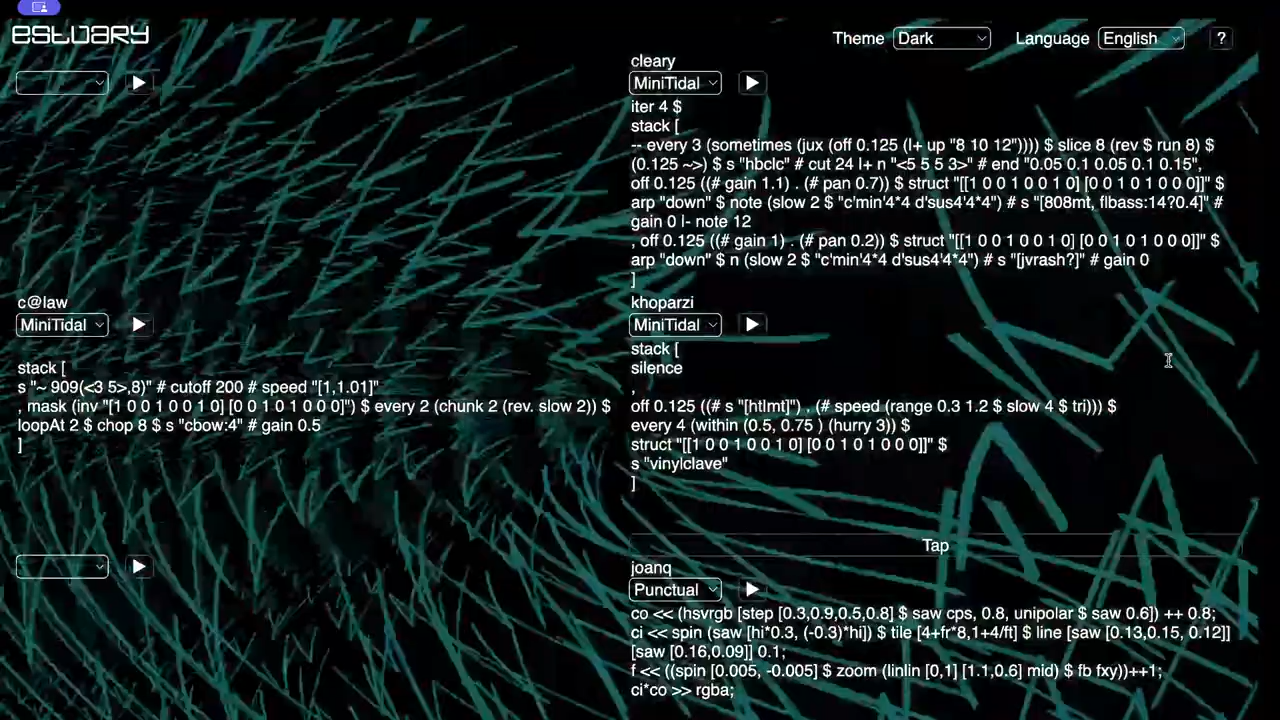 estuary
Theme Dark Language English ?
cleary
MiniTidal
iter 4 $
stack [
-- every 3 (sometimes (jux (off 0.125 (|+ up "8 10 12")))) $ slice 8 (rev $ run 8) $
(0.125 ~>) $ s "hbclc" # cut 24 |+ n "<5 5 5 3>" # end "0.05 0.1 0.05 0.1 0.15",
off 0.125 ((# gain 1.1) . (# pan 0.7)) $ struct "[[1 0 0 1 0 0 1 0] [0 0 1 0 1 0 0 0]]" $
arp "down" $ note (slow 2 $ "c'min'4*4 d'sus4'4*4") # s "[808mt, flbass:14?0.4]" #
gain 0 |- note 12
, off 0.125 ((# gain 1) . (# pan 0.2)) $ struct "[[1 0 0 1 0 0 1 0] [0 0 1 0 1 0 0 0]]" $
arp "down" $ n (slow 2 $ "c'min'4*4 d'sus4'4*4") # s "[jvrash?]" # gain 0
]
c@law
MiniTidal
stack [
s "~ 909(<3 5>,8)" # cutoff 200 # speed "[1,1.01]"
, mask (inv "[1 0 0 1 0 0 1 0] [0 0 1 0 1 0 0 0]") $ every 2 (chunk 2 (rev. slow 2)) $
loopAt 2 $ chop 8 $ s "cbow:4" # gain 0.5
]
khoparzi
MiniTidal
stack [
silence
,
off 0.125 ((# s "[htlmt]") . (# speed (range 0.3 1.2 $ slow 4 $ tri))) $
every 4 (within (0.5, 0.75 ) (hurry 3)) $
struct "[[1 0 0 1 0 0 1 0] [0 0 1 0 1 0 0 0]]" $
s "vinylclave"
]
Tap
joanq
Punctual
co << (hsvrgb [step [0.3,0.9,0.5,0.8] $ saw cps, 0.8, unipolar $ saw 0.6]) ++ 0.8;
ci << spin (saw [hi*0.3, (-0.3)*hi]) $ tile [4+fr*8,1+4/ft] $ line [saw [0.13,0.15, 0.12]]
[saw [0.16,0.09]] 0.1;
f << ((spin [0.005, -0.005] $ zoom (linlin [0,1] [1.1,0.6] mid) $ fb fxy))++1;
ci*co >> rgba;